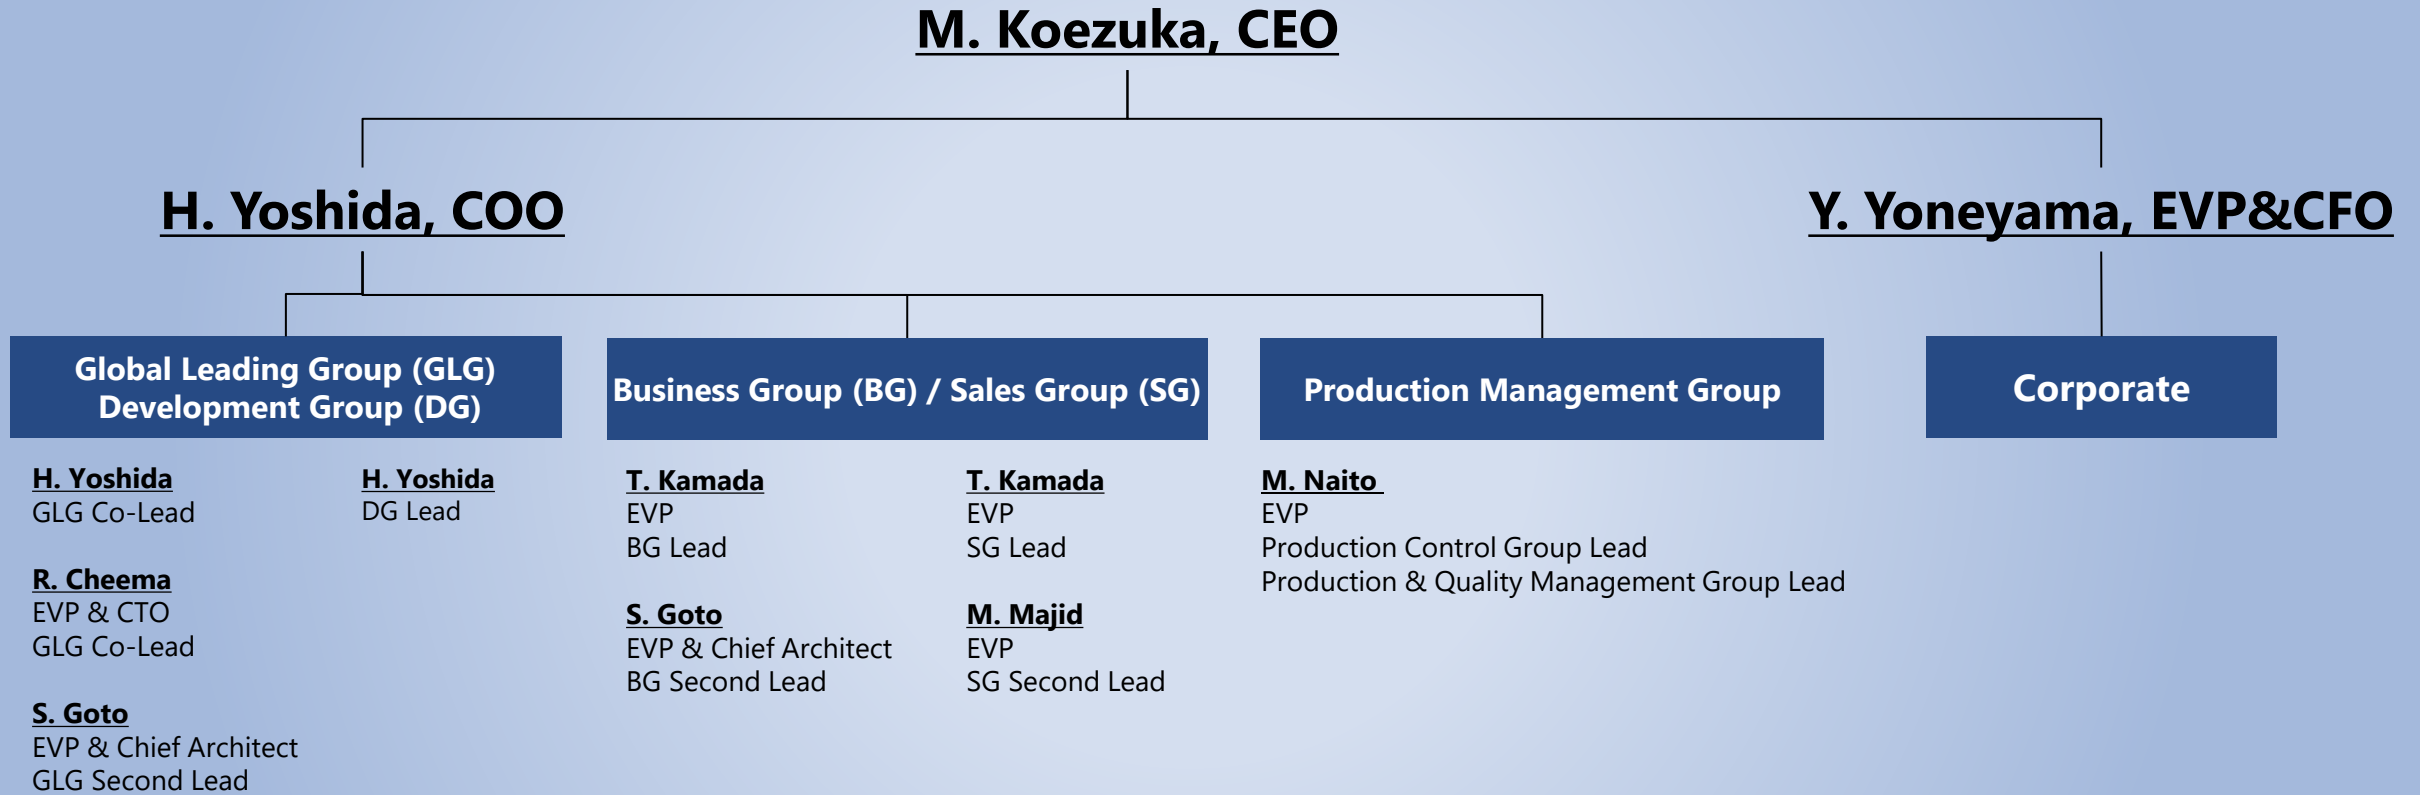 M. Koezuka, CEO
H. Yoshida, COO
Y. Yoneyama, EVP&CFO
Global Leading Group (GLG)
Development Group (DG)
Business Group (BG) / Sales Group (SG)
Production Management Group
Corporate
H. Yoshida
GLG Co-Lead
R. Cheema
EVP & CTO
GLG Co-Lead
S. Goto
EVP & Chief Architect
GLG Second Lead
H. Yoshida
DG Lead
T. Kamada
EVP
BG Lead
S. Goto
EVP & Chief Architect
BG Second Lead
T. Kamada
EVP
SG Lead
M. Majid
EVP
SG Second Lead
M. Naito
EVP
Production Control Group Lead
Production & Quality Management Group Lead